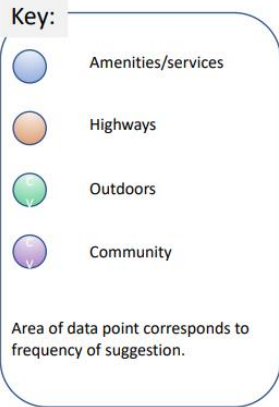 Key:
Amenities/services
Highways
Outdoors
C
y
Community
C
y
Area of data point corresponds to
frequency of suggestion.